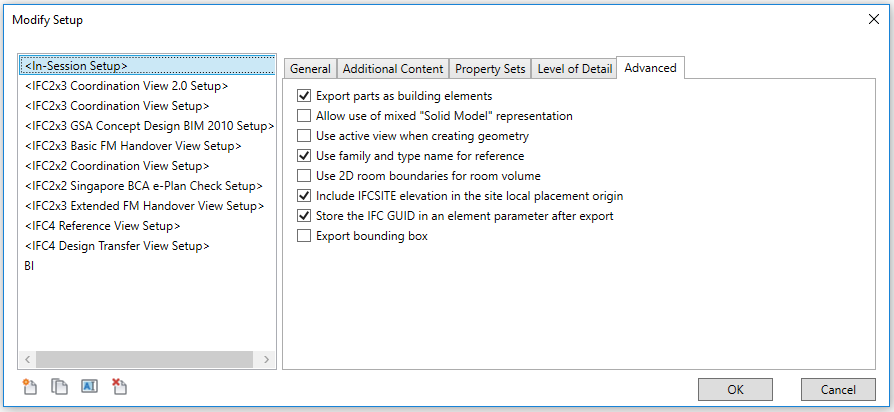 Modify Setup
<In-Session Setup>
<IFC2x3 Coordination View 2.0 Setup>
<IFC2x3 Coordination View Setup>
<IFC2x3 GSA Concept Design BIM 2010 Setup>
<IFC2x3 Basic FM Handover View Setup>
<IFC2x2 Coordination View Setup>
<IFC2x2 Singapore BCA e-Plan Check Setup>
<IFC2x3 Extended FM Handover View Setup>
<IFC4 Reference View Setup>
<IFC4 Design Transfer View Setup>
BI
General Additional Content Property Sets Level of Detail Advanced
Export parts as building elements
Allow use of mixed "Solid Model" representation
Use active view when creating geometry
Use family and type name for reference
Use 2D room boundaries for room volume
Include IFCSITE elevation in the site local placement origin
Store the IFC GUID in an element parameter after export
Export bounding box
OK Cancel